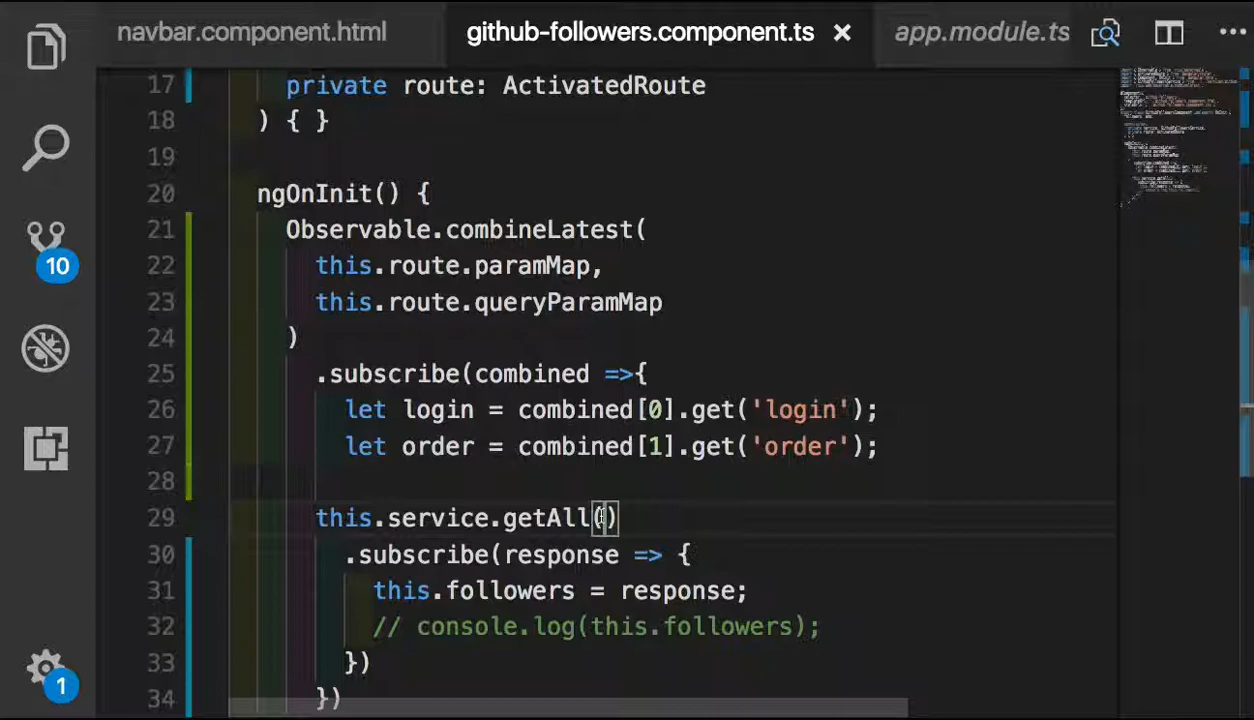 navbar.component.html
github-followers.component.ts
app.module.ts
17 private route: ActivatedRoute
18 ) { }
19
20 ngOnInit() {
21 Observable.combineLatest(
22 this.route.paramMap,
23 this.route.queryParamMap
24 )
25 .subscribe(combined =>{
26 let login = combined[0].get('login');
27 let order = combined[1].get('order');
28
29 this.service.getAll()
30 .subscribe(response => {
31 this.followers = response;
32 // console.log(this.followers);
33 })
34 })
10
1